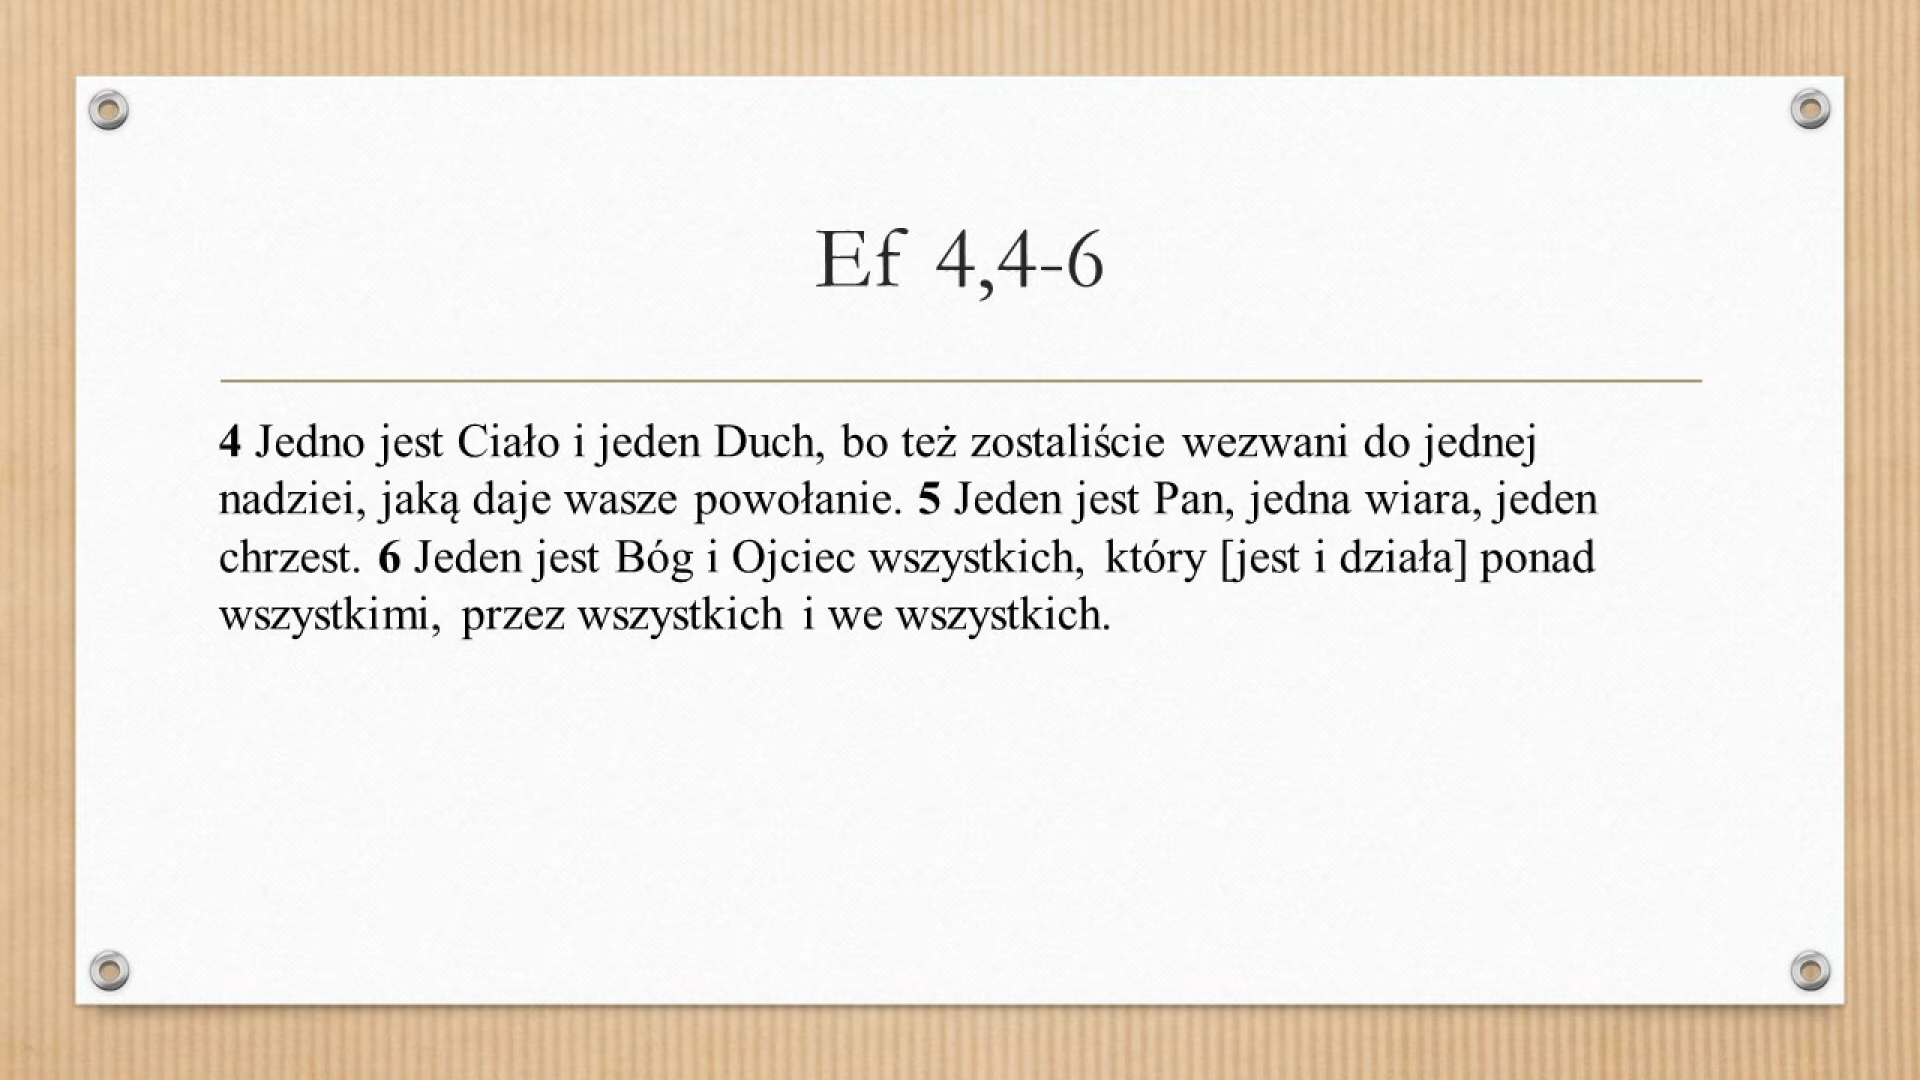 Ef 4,4-6
4 Jedno jest Ciało i jeden Duch, bo też zostaliście wezwani do jednej
nadziei, jaką daje wasze powołanie. 5 Jeden jest Pan, jedna wiara, jeden
chrzest. 6 Jeden jest Bóg i Ojciec wszystkich, który [jest i działa] ponad
wszystkimi, przez wszystkich i we wszystkich.